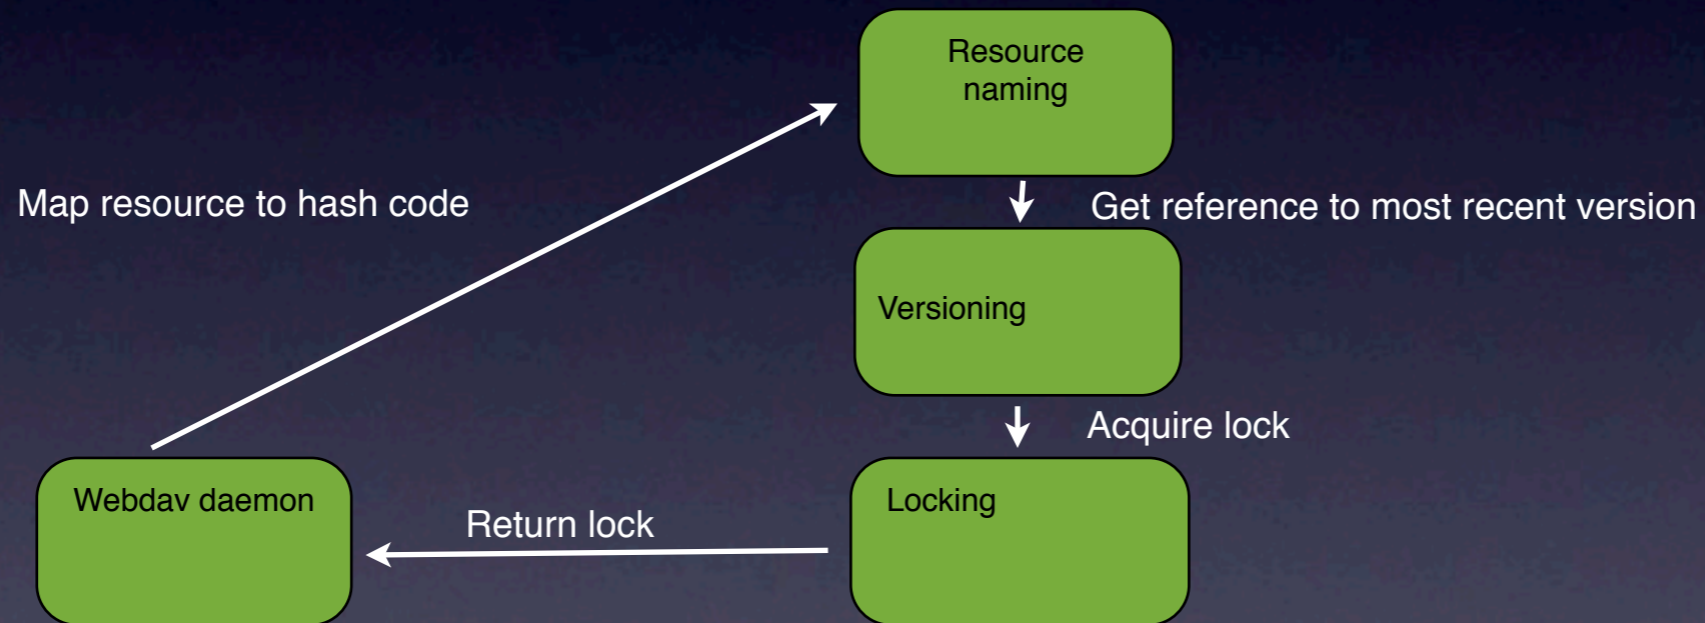 Resource
naming
Map resource to hash code
Get reference to most recent version
Versioning
Acquire lock
Webdav daemon
Return lock
Locking